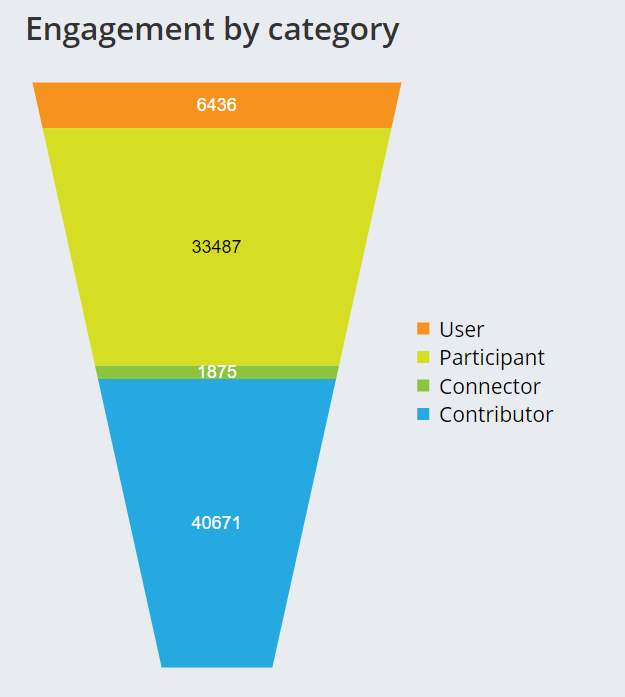 Engagement by category
6436
33487
1875
40671
User
Participant
Connector
Contributor